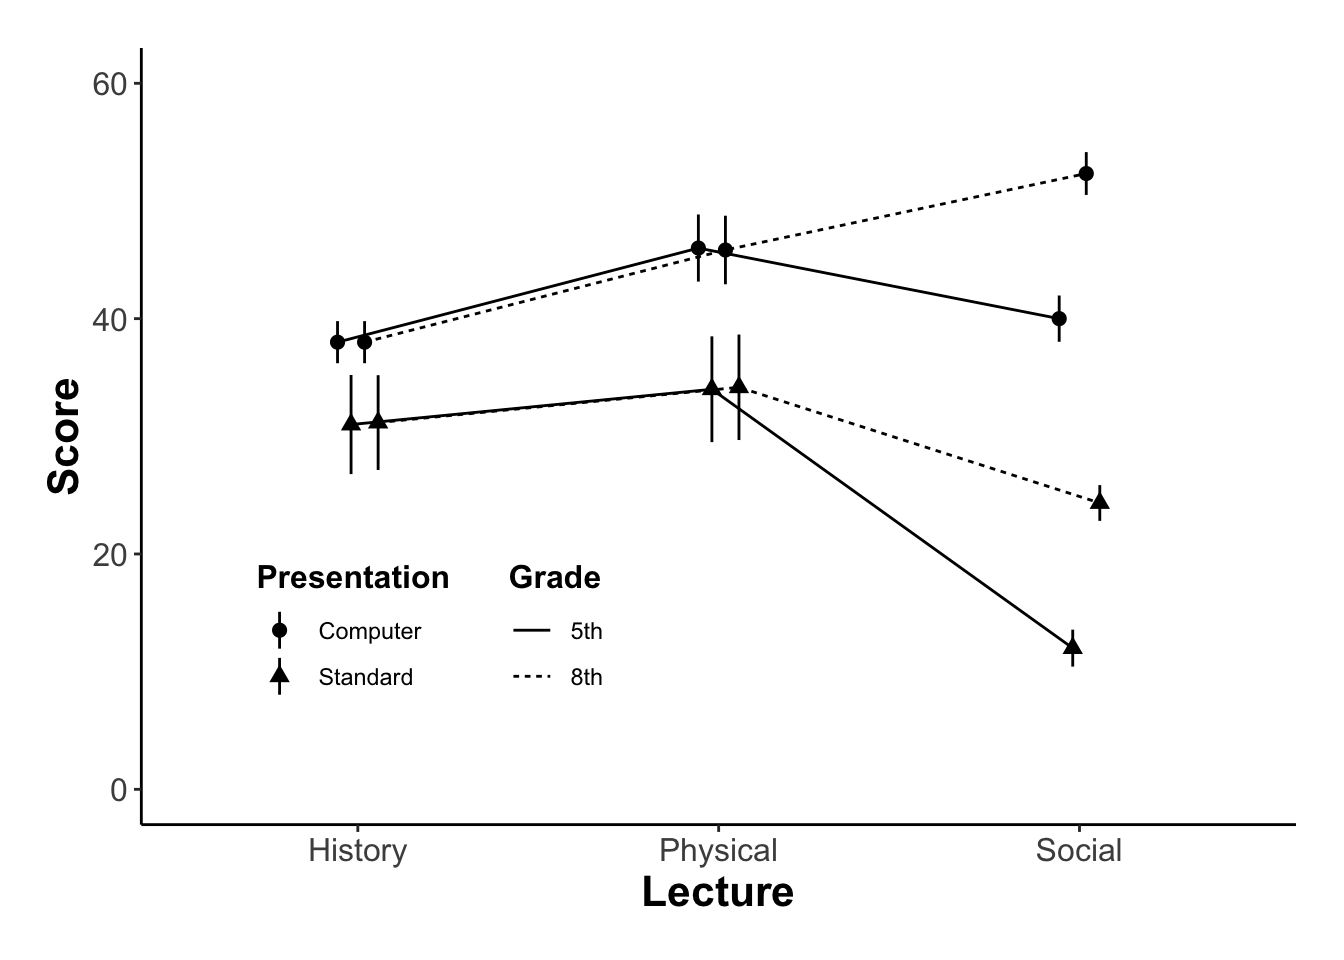 60
40
20
0
Score
Presentation Grade
Computer 5th
Standard 8th
History Physical Social
Lecture